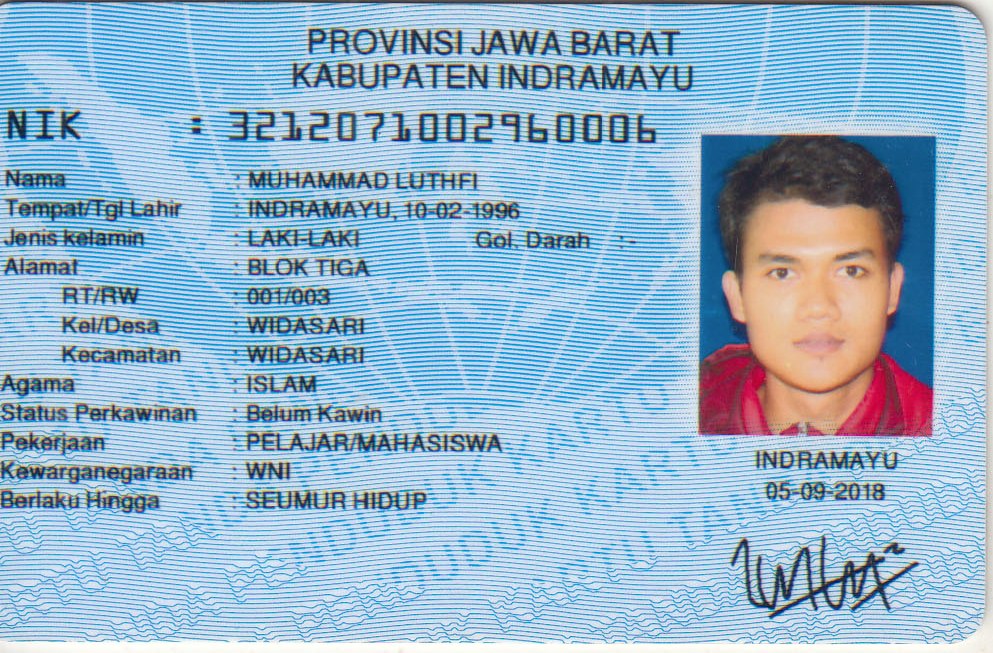 PROVINSI JAWA BARAT
KABUPATEN INDRAMAYU
NIK : 3212071002960006
Nama : MUHAMMAD LUTHFI
Tempat/Tgl Lahir : INDRAMAYU, 10-02-1996
Jenis kelamin : LAKI-LAKI Gol. Darah :-
Alamat : BLOK TIGA
RT/RW : 001/003
Kel/Desa : WIDASARI
Kecamatan : WIDASARI
Agama : ISLAM
Status Perkawinan : Belum Kawin
Pekerjaan : PELAJAR/MAHASISWA
Kewarganegaraan : WNI
Berlaku Hingga : SEUMUR HIDUP
INDRAMAYU
05-09-2018